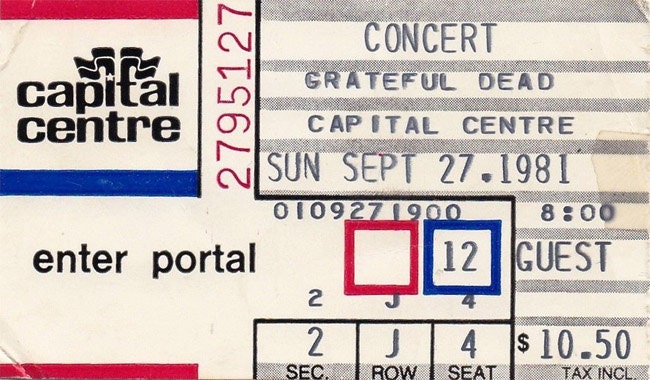 capital
centre
2795127
CONCERT
GRATEFUL DEAD
CAPITAL CENTRE
SUN SEPT 27.1981
0109271900 8:00
enter portal 12 GUEST
2 J 4
2 J 4 $ 10.50
SEC. ROW SEAT TAX INCL.